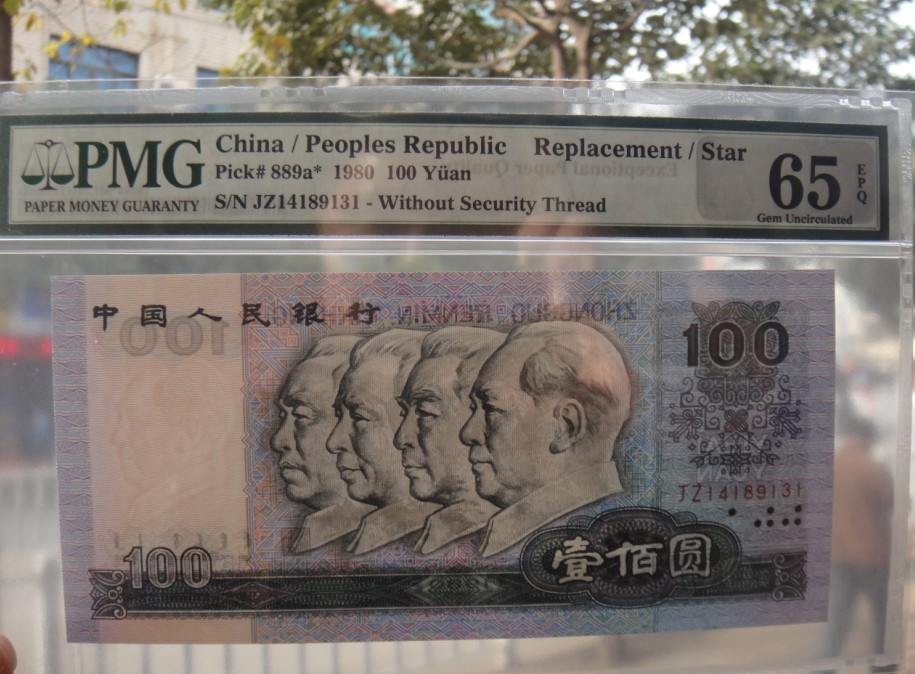 PMG
PAPER MONEY GUARANTY
China / Peoples Republic Replacement / Star
Pick# 889a* 1980 100 Yüan
S/N JZ14189131 - Without Security Thread
65
EPQ
Gem Uncirculated
中国人民银行
100
JZ14189131
100
壹佰圆